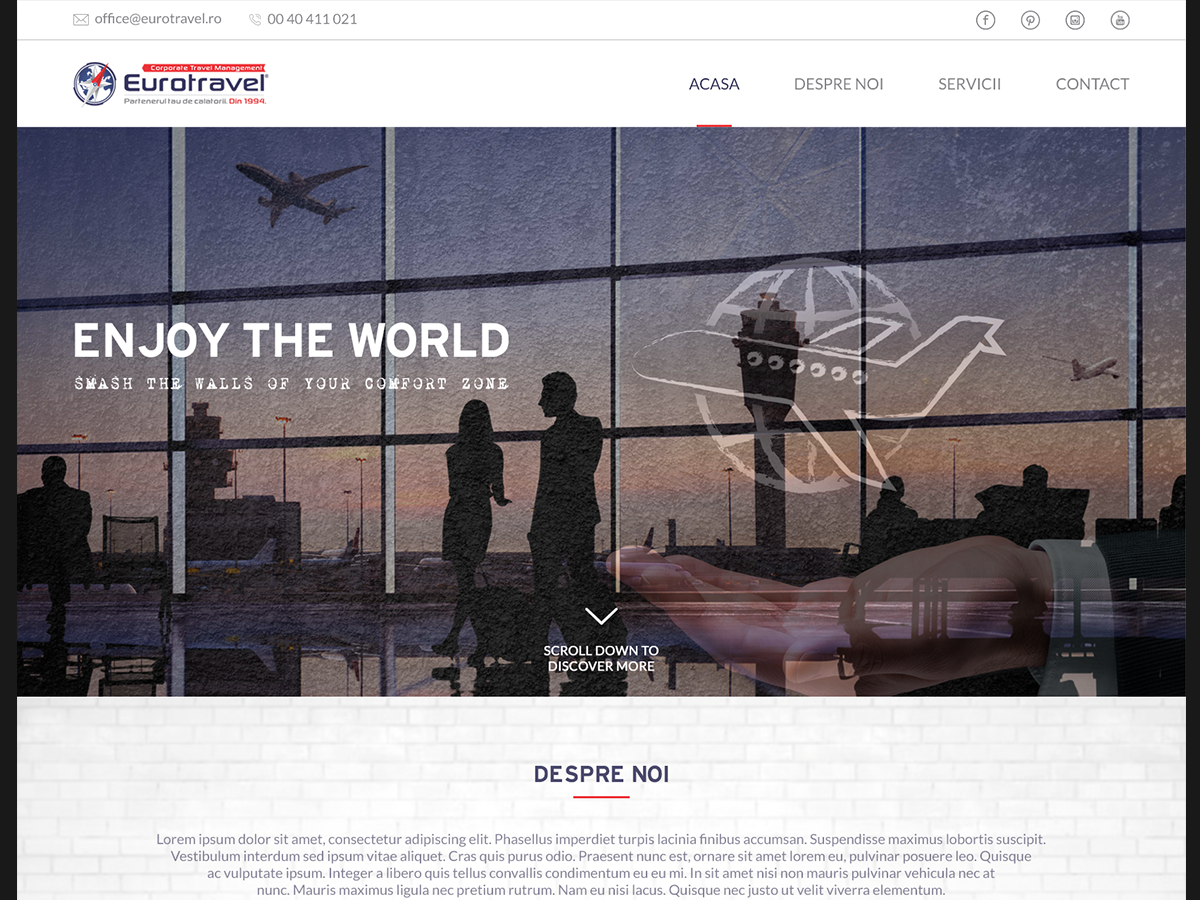 office@eurotravel.ro 00 40 411 021
Corporate Travel Management
Eurotravel
Partenerul tau de calatorii. Din 1994.
ACASA DESPRE NOI SERVICII CONTACT
ENJOY THE WORLD
SMASH THE WALLS OF YOUR COMFORT ZONE
SCROLL DOWN TO
DISCOVER MORE
DESPRE NOI
Lorem ipsum dolor sit amet, consectetur adipiscing elit. Phasellus imperdiet turpis lacinia finibus accumsan. Suspendisse maximus lobortis suscipit.
Vestibulum interdum sed ipsum vitae aliquet. Cras quis purus odio. Praesent nunc est, ornare sit amet lorem eu, pulvinar posuere leo. Quisque
ac vulputate ipsum. Integer a libero quis tellus convallis condimentum eu eu mi. In sit amet nisi non mauris pulvinar vehicula nec at
nunc. Mauris maximus ligula nec pretium rutrum. Nam eu nisi lacus. Quisque nec justo ut velit viverra elementum.